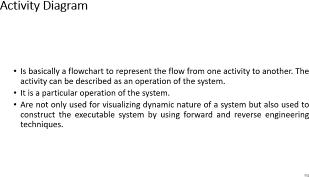 Activity Diagram
• Is basically a flowchart to represent the flow from one activity to another. The
activity can be described as an operation of the system.
• It is a particular operation of the system.
• Are not only used for visualizing dynamic nature of a system but also used to
construct the executable system by using forward and reverse engineering
techniques.